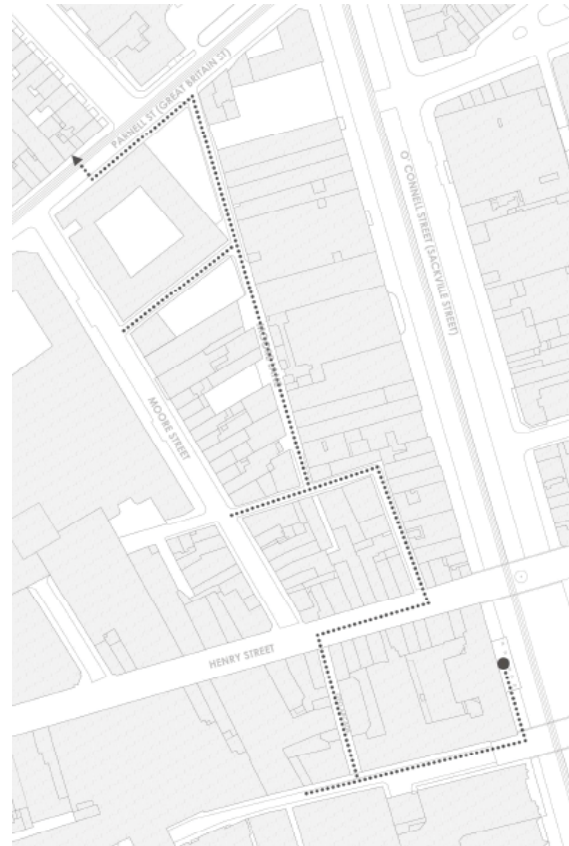 PARNELL ST (GREAT BRITAIN ST)
O' CONNELL STREET (SACKVILLE STREET)
MOORE STREET
HENRY STREET